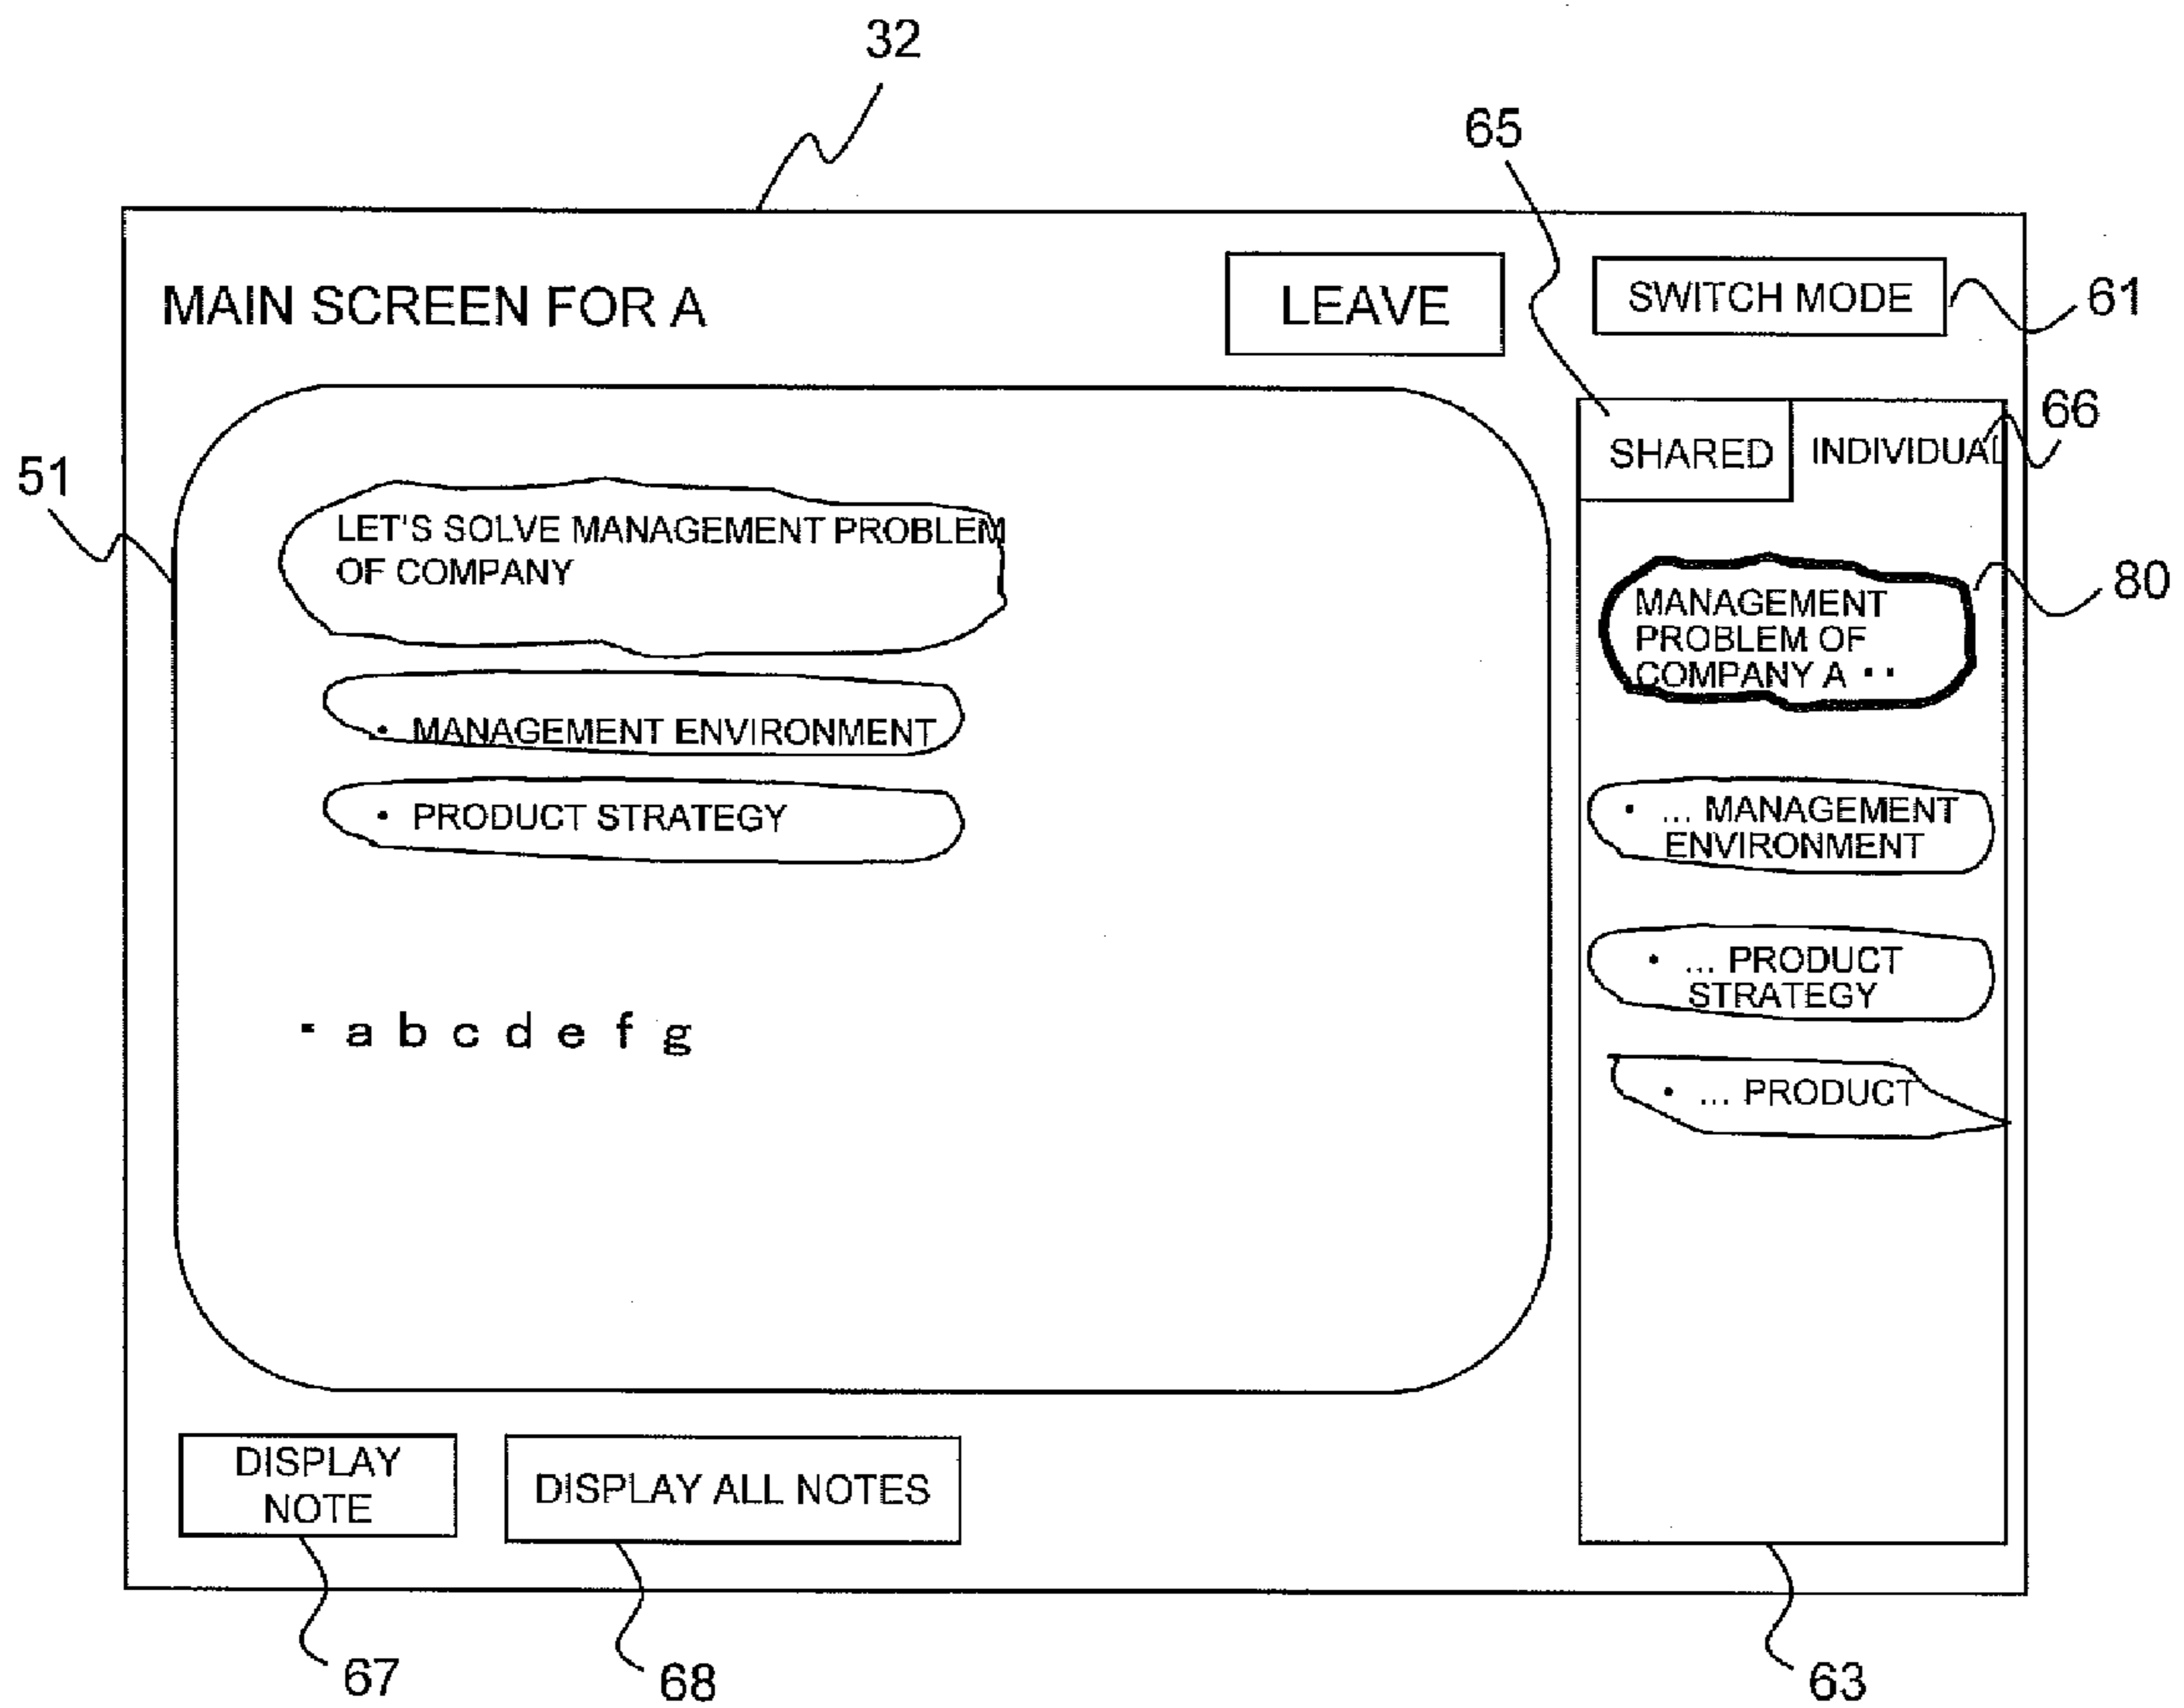 32
65
MAIN SCREEN FOR A
LEAVE
SWITCH MODE
61
66
SHARED
INDIVIDUAL
51
LET'S SOLVE MANAGEMENT PROBLEM
OF COMPANY
80
MANAGEMENT
PROBLEM OF
COMPANY A ··
• MANAGEMENT ENVIRONMENT
• PRODUCT STRATEGY
• ... MANAGEMENT
ENVIRONMENT
• ... PRODUCT
STRATEGY
• a b c d e f g
• ... PRODUCT
DISPLAY
NOTE
DISPLAY ALL NOTES
67
68
63